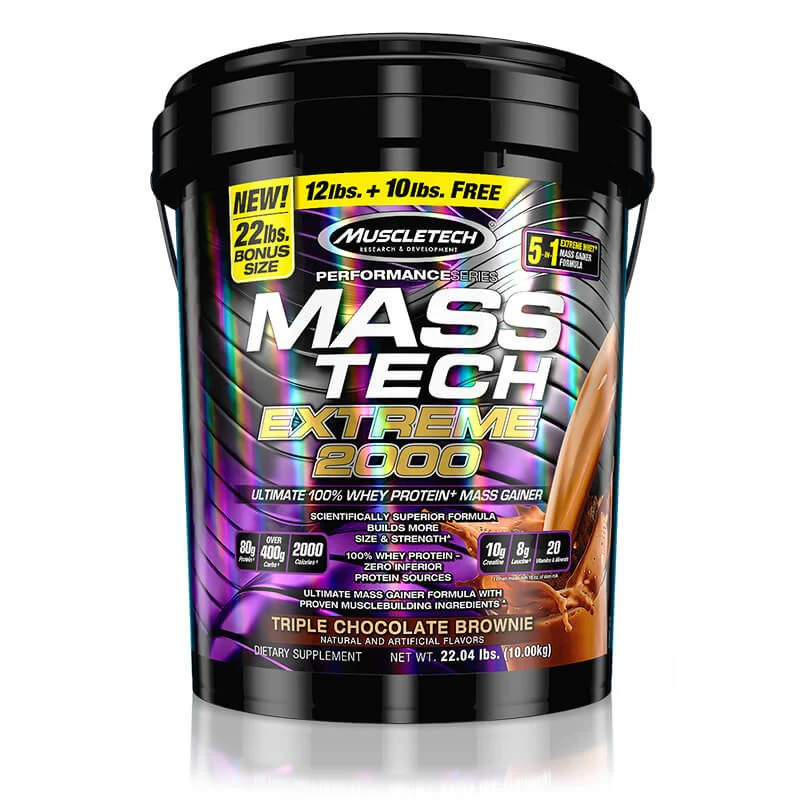 NEW!
22lbs.
BONUS
SIZE
12lbs. + 10lbs. FREE
MUSCLETECH®
RESEARCH & DEVELOPMENT
5-IN-1
EXTREME WHEY+
MASS GAINER
FORMULA
PERFORMANCESERIES
MASS
TECH
EXTREME
2000
ULTIMATE 100% WHEY PROTEIN+ MASS GAINER
SCIENTIFICALLY SUPERIOR FORMULA
BUILDS MORE
SIZE & STRENGTH^
80g
Protein^
OVER
400g
Carbs^
2000
Calories^
100% WHEY PROTEIN -
ZERO INFERIOR
PROTEIN SOURCES
10g
Creatine
8g
Leucine^
20
Vitamins & Minerals
ULTIMATE MASS GAINER FORMULA WITH
PROVEN MUSCLEBUILDING INGREDIENTS^
TRIPLE CHOCOLATE BROWNIE
NATURAL AND ARTIFICIAL FLAVORS
DIETARY SUPPLEMENT NET WT. 22.04 lbs. (10.00kg)